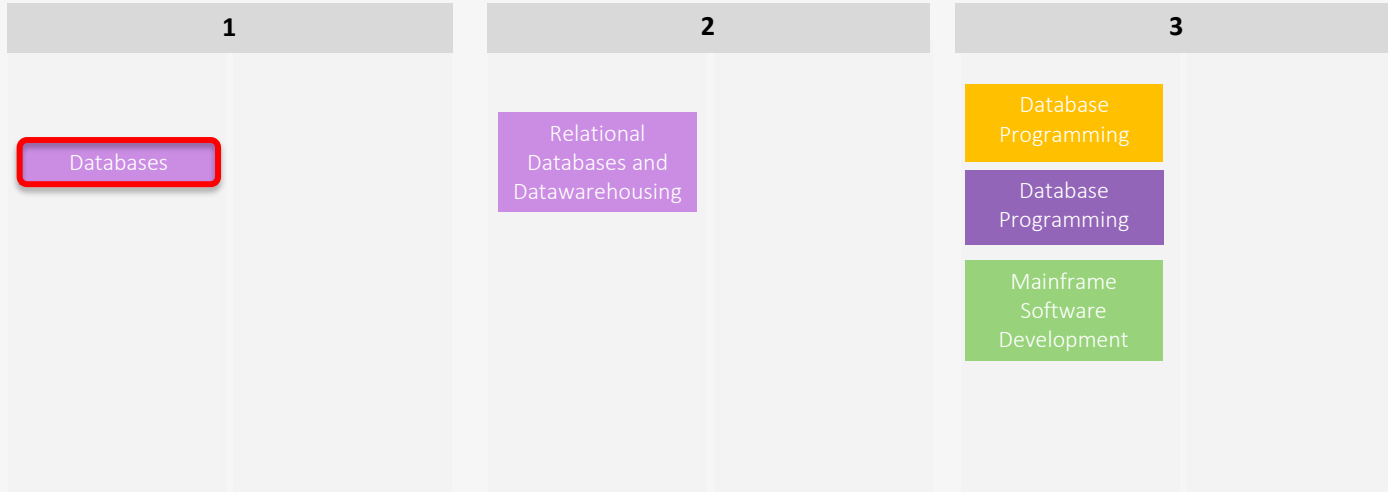 1
2
3
Databases
Relational
Databases and
Datawarehousing
Database
Programming
Database
Programming
Mainframe
Software
Development